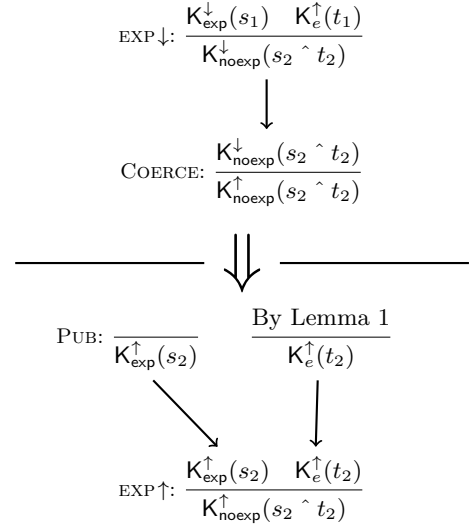 K↓exp(s₁) K↑e(t₁)
EXP↓:
K↓noexp(s₂ ^ t₂)
K↓noexp(s₂ ^ t₂)
COERCE:
K↑noexp(s₂ ^ t₂)
By Lemma 1
PUB:
K↑exp(s₂) K↑e(t₂)
K↑exp(s₂) K↑e(t₂)
EXP↑:
K↑noexp(s₂ ^ t₂)